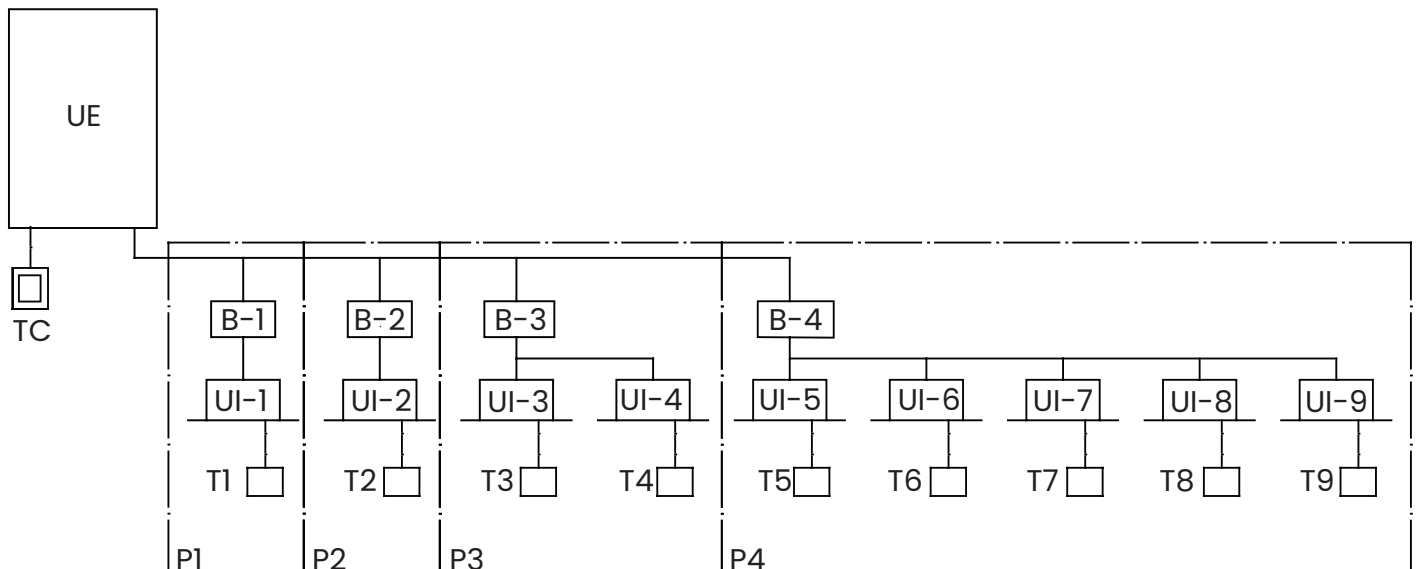 UE
TC
B-1 B-2 B-3 B-4
UI-1 UI-2 UI-3 UI-4 UI-5 UI-6 UI-7 UI-8 UI-9
T1 T2 T3 T4 T5 T6 T7 T8 T9
P1 P2 P3 P4